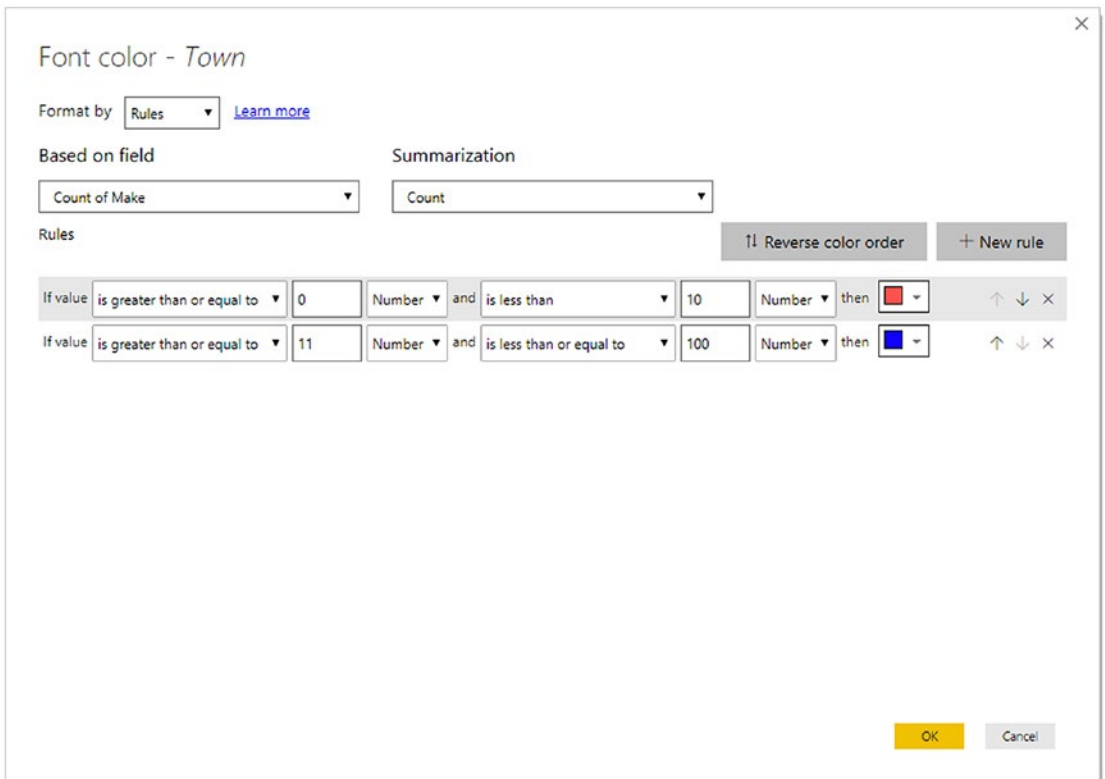 Font color - Town
Format by Rules Learn more
Based on field Summarization
Count of Make Count
Rules Reverse color order + New rule
If value is greater than or equal to 0 Number and is less than 10 Number then
If value is greater than or equal to 11 Number and is less than or equal to 100 Number then
OK Cancel